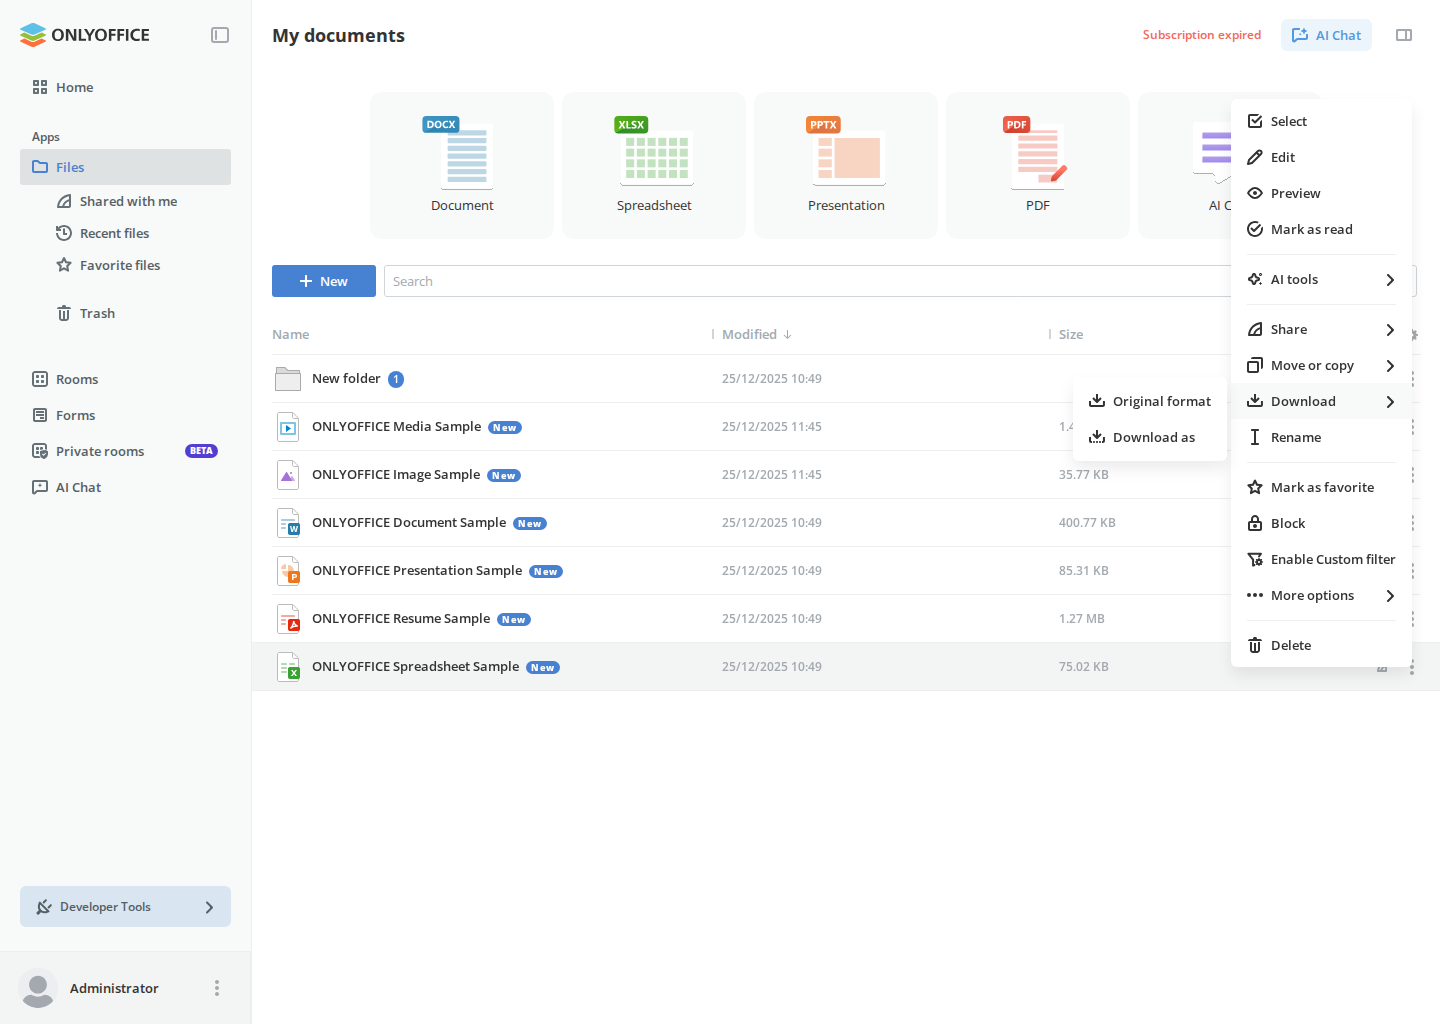 ONLYOFFICE
Home
Apps
Files
Shared with me
Recent files
Favorite files
Trash
Rooms
Forms
Private rooms BETA
AI Chat
Developer Tools
Administrator
My documents
Subscription expired
AI Chat
DOCX
Document
XLSX
Spreadsheet
PPTX
Presentation
PDF
PDF
AI
New
Search
Name Modified Size
New folder 1 25/12/2025 10:49
ONLYOFFICE Media Sample New 25/12/2025 11:45
ONLYOFFICE Image Sample New 25/12/2025 11:45 35.77 KB
W
ONLYOFFICE Document Sample New 25/12/2025 10:49 400.77 KB
P
ONLYOFFICE Presentation Sample New 25/12/2025 10:49 85.31 KB
ONLYOFFICE Resume Sample New 25/12/2025 10:49 1.27 MB
X
ONLYOFFICE Spreadsheet Sample New 25/12/2025 10:49 75.02 KB
Original format
Download as
Select
Edit
Preview
Mark as read
AI tools
Share
Move or copy
Download
Rename
Mark as favorite
Block
Enable Custom filter
More options
Delete